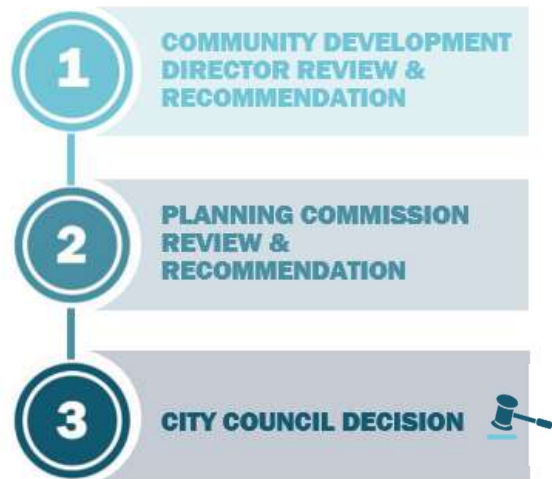 1
COMMUNITY DEVELOPMENT
DIRECTOR REVIEW &
RECOMMENDATION
2
PLANNING COMMISSION
REVIEW &
RECOMMENDATION
3
CITY COUNCIL DECISION